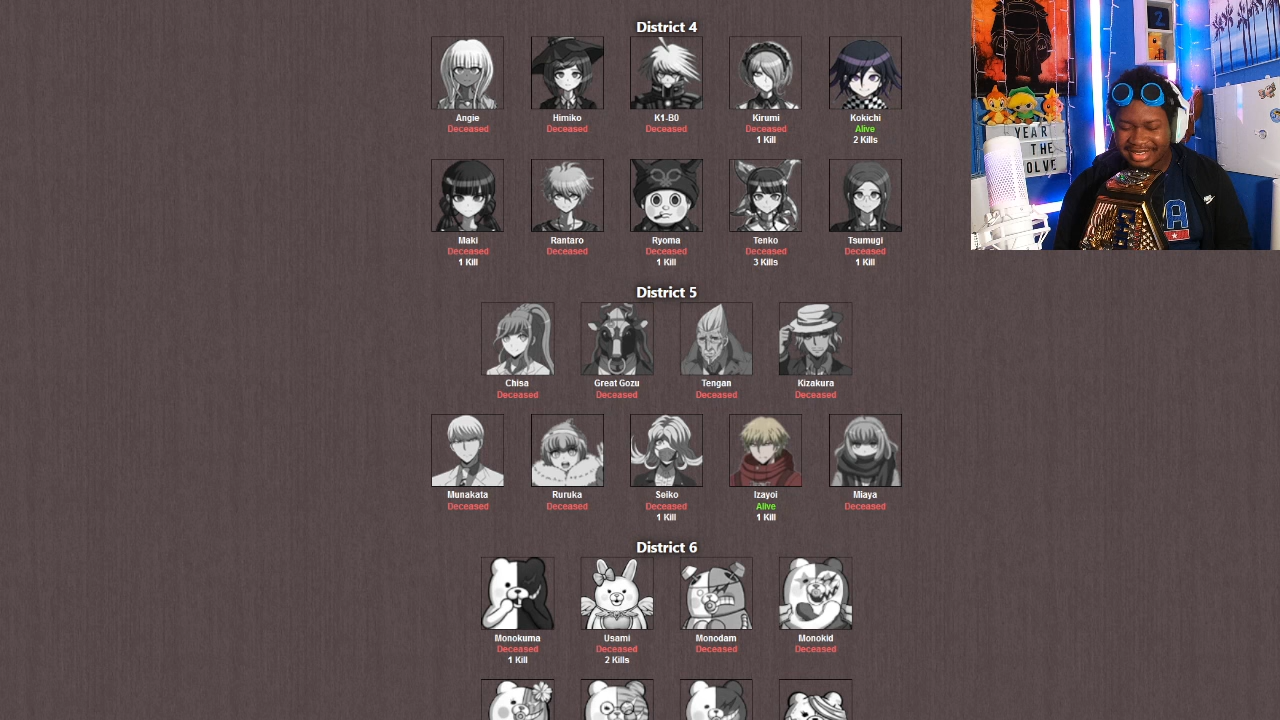 District 4
Angie Himiko K1-B0 Kirumi Kokichi
Deceased Deceased Deceased Deceased Alive
1 Kill 2 Kills
Maki Rantaro Ryoma Tenko Tsumugi
Deceased Deceased Deceased Deceased Deceased
1 Kill 1 Kill 3 Kills 1 Kill
District 5
Chisa Great Gozu Tengan Kizakura
Deceased Deceased Deceased Deceased
Munakata Ruruka Seiko Izayoi Miaya
Deceased Deceased Deceased Alive Deceased
1 Kill 1 Kill
District 6
Monokuma Usami Monodam Monokid
Deceased Deceased Deceased Deceased
1 Kill 2 Kills
2
YEAR
THE
OLVE
A